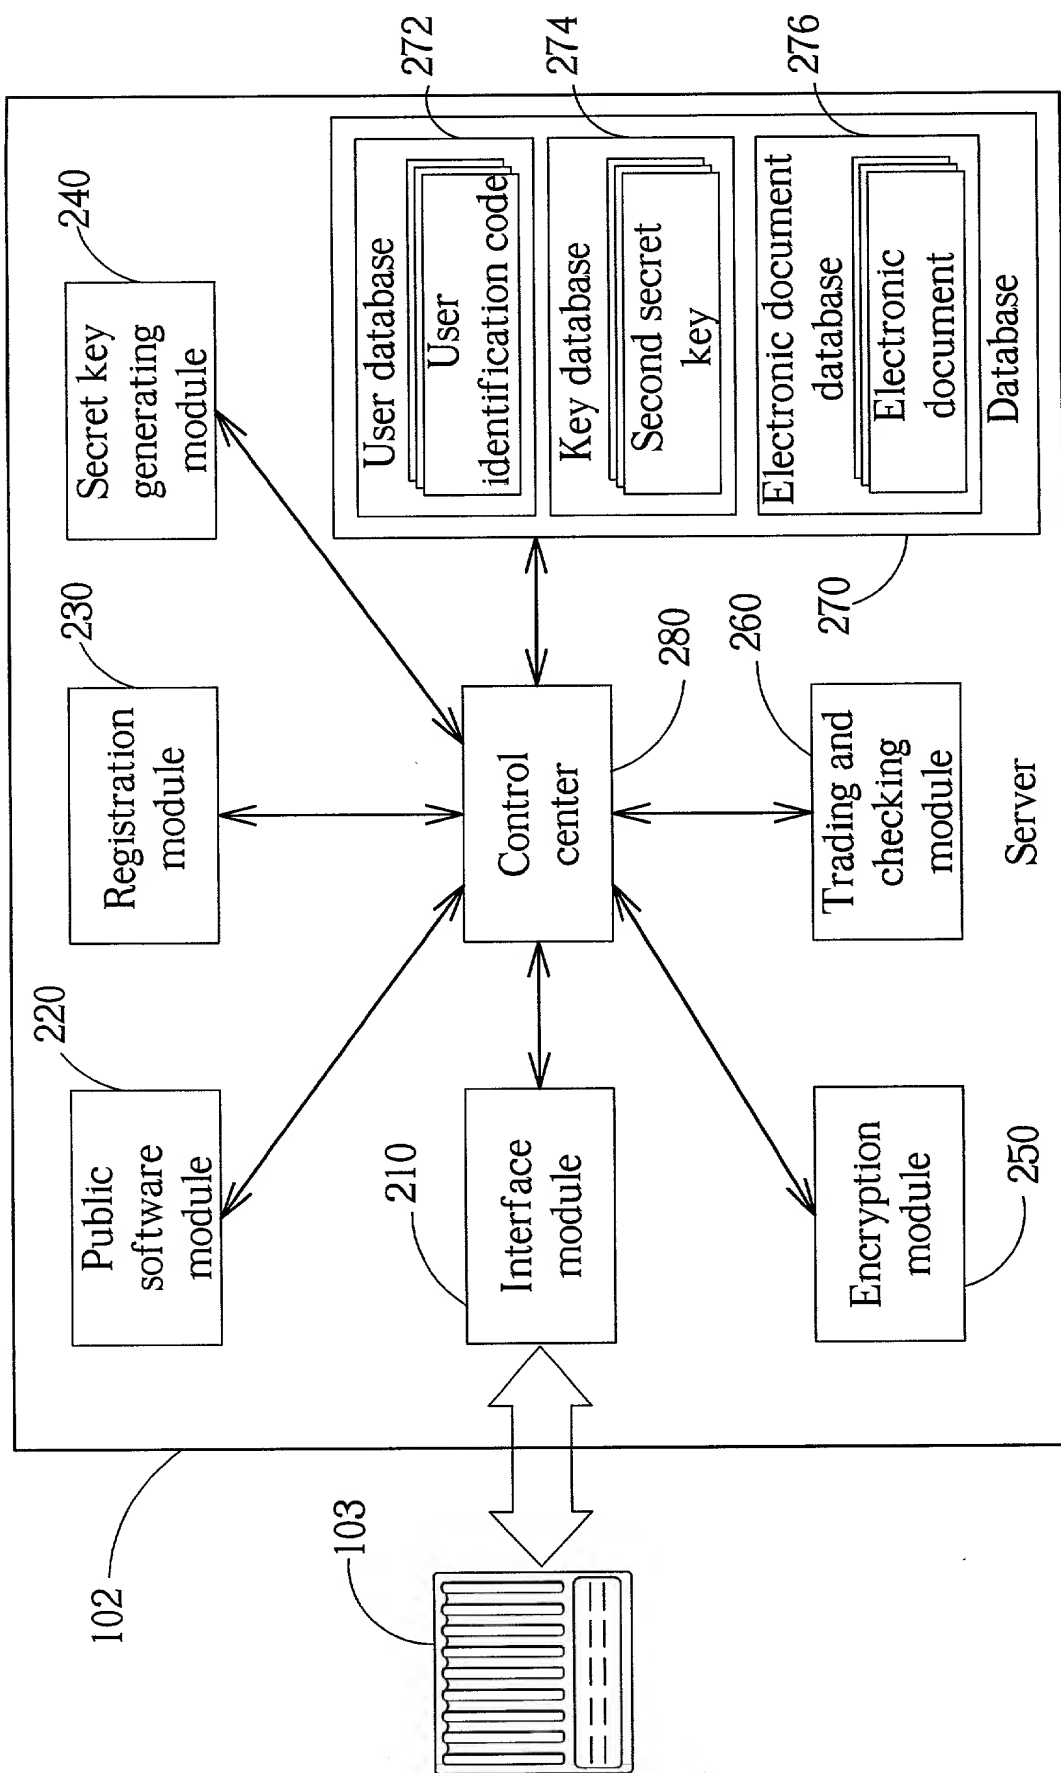 102
103
220
Public
software
module
230
Registration
module
240
Secret key
generating
module
210
Interface
module
Control
center
280
272
User database
User
identification code
274
Key database
Second secret
key
276
Electronic document
database
Electronic
document
Database
270
Encryption
module
250
260
Trading and
checking
module
Server